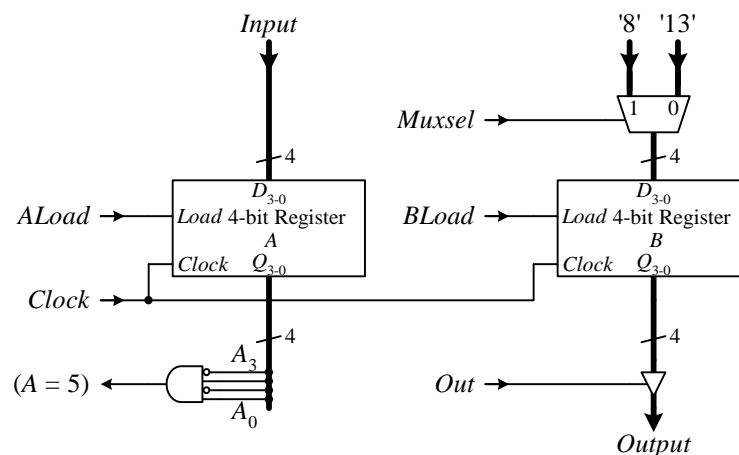 Input
'8' '13'
1 0
Muxsel
4 4
D3-0 D3-0
ALoad Load 4-bit Register BLoad Load 4-bit Register
A B
Clock Q3-0 Clock Q3-0
Clock
4 4
A3
(A = 5) Out
A0
Output